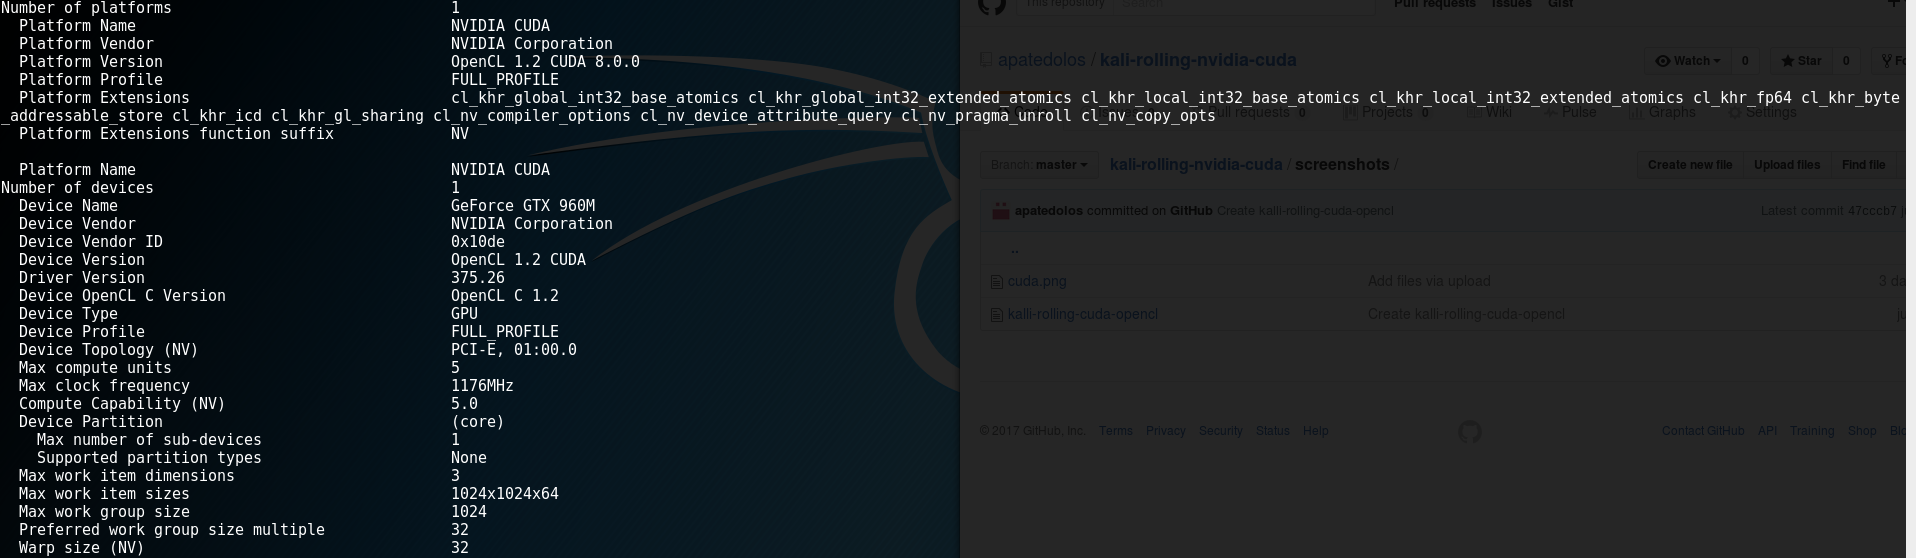 Number of platforms 1
Platform Name NVIDIA CUDA
Platform Vendor NVIDIA Corporation
Platform Version OpenCL 1.2 CUDA 8.0.0
Platform Profile FULL_PROFILE
Platform Extensions cl_khr_global_int32_base_atomics cl_khr_global_int32_extended_atomics cl_khr_local_int32_base_atomics cl_khr_local_int32_extended_atomics cl_khr_fp64 cl_khr_byte
_addressable_store cl_khr_icd cl_khr_gl_sharing cl_nv_compiler_options cl_nv_device_attribute_query cl_nv_pragma_unroll cl_nv_copy_opts
Platform Extensions function suffix NV
Platform Name NVIDIA CUDA
Number of devices 1
Device Name GeForce GTX 960M
Device Vendor NVIDIA Corporation
Device Vendor ID 0x10de
Device Version OpenCL 1.2 CUDA
Driver Version 375.26
Device OpenCL C Version OpenCL C 1.2
Device Type GPU
Device Profile FULL_PROFILE
Device Topology (NV) PCI-E, 01:00.0
Max compute units 5
Max clock frequency 1176MHz
Compute Capability (NV) 5.0
Device Partition (core)
Max number of sub-devices 1
Supported partition types None
Max work item dimensions 3
Max work item sizes 1024x1024x64
Max work group size 1024
Preferred work group size multiple 32
Warp size (NV) 32
This repository Search Pull requests Issues Gist
apatedolos / kali-rolling-nvidia-cuda Watch 0 Star 0
Pull requests 0 Projects 0 Wiki Pulse Graphs Settings
Branch: master kali-rolling-nvidia-cuda / screenshots / Create new file Upload files Find file
apatedolos committed on GitHub Create kalli-rolling-cuda-opencl Latest commit 47cccb7
..
cuda.png Add files via upload 3
kalli-rolling-cuda-opencl Create kalli-rolling-cuda-opencl
© 2017 GitHub, Inc. Terms Privacy Security Status Help Contact GitHub API Training Shop